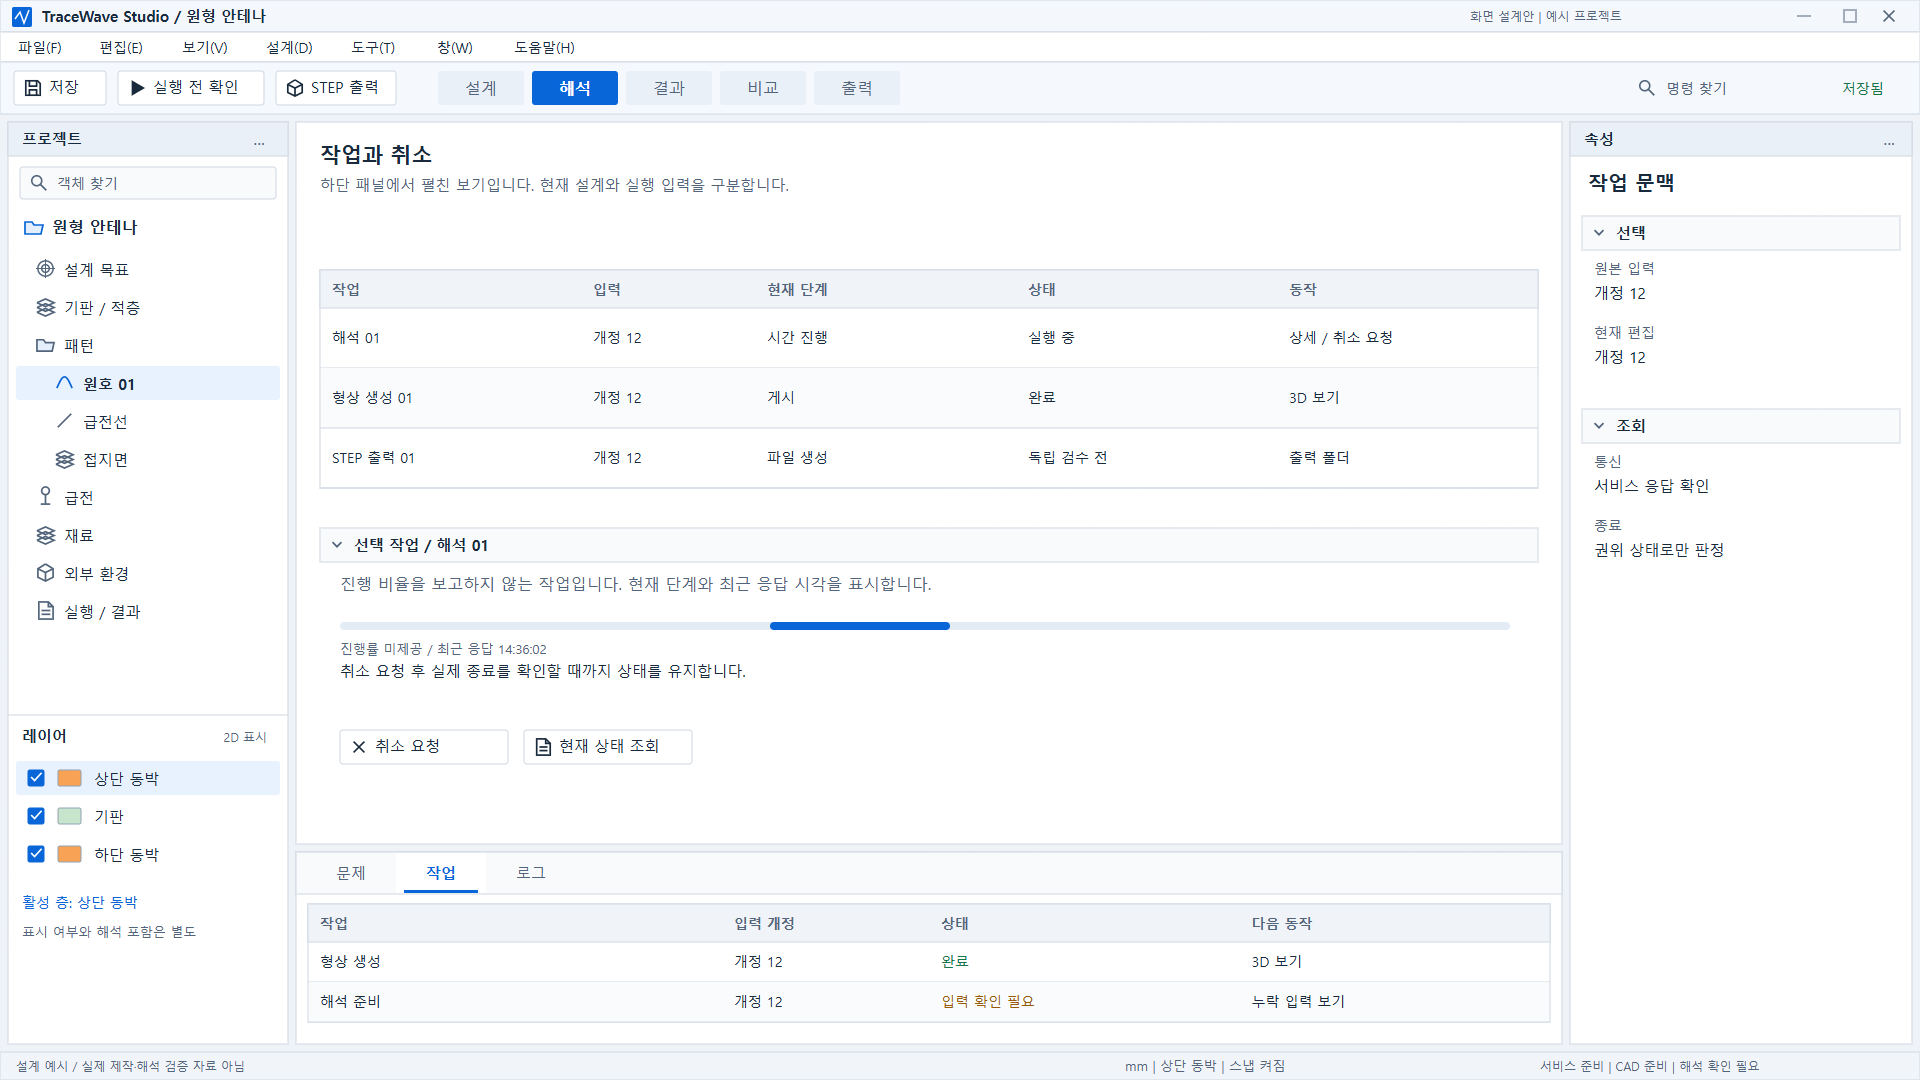 TraceWave Studio / 원형 안테나
화면 설계안 | 예시 프로젝트
파일(F) 편집(E) 보기(V) 설계(D) 도구(T) 창(W) 도움말(H)
저장 실행 전 확인 STEP 출력 설계 해석 결과 비교 출력 명령 찾기 저장됨
프로젝트 ...
객체 찾기
원형 안테나
설계 목표
기판 / 적층
패턴
원호 01
급전선
접지면
급전
재료
외부 환경
실행 / 결과
레이어 2D 표시
상단 동박
기판
하단 동박
활성 층: 상단 동박
표시 여부와 해석 포함은 별도
작업과 취소
하단 패널에서 펼친 보기입니다. 현재 설계와 실행 입력을 구분합니다.
작업 입력 현재 단계 상태 동작
해석 01 개정 12 시간 진행 실행 중 상세 / 취소 요청
형상 생성 01 개정 12 게시 완료 3D 보기
STEP 출력 01 개정 12 파일 생성 독립 검수 전 출력 폴더
선택 작업 / 해석 01
진행 비율을 보고하지 않는 작업입니다. 현재 단계와 최근 응답 시각을 표시합니다.
진행률 미제공 / 최근 응답 14:36:02
취소 요청 후 실제 종료를 확인할 때까지 상태를 유지합니다.
취소 요청 현재 상태 조회
문제 작업 로그
작업 입력 개정 상태 다음 동작
형상 생성 개정 12 완료 3D 보기
해석 준비 개정 12 입력 확인 필요 누락 입력 보기
속성 ...
작업 문맥
선택
원본 입력
개정 12
현재 편집
개정 12
조회
통신
서비스 응답 확인
종료
권위 상태로만 판정
설계 예시 / 실제 제작·해석 검증 자료 아님
mm | 상단 동박 | 스냅 켜짐
서비스 준비 | CAD 준비 | 해석 확인 필요